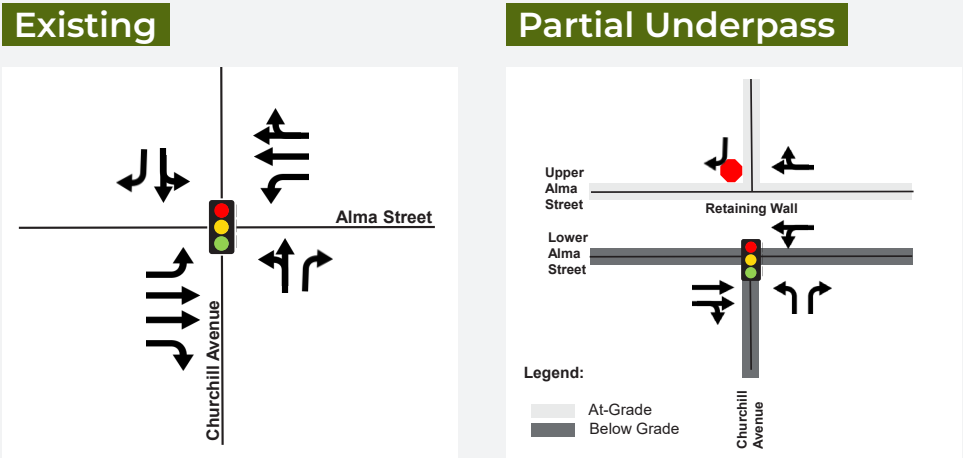 Existing
Alma Street
Churchill Avenue
Partial Underpass
Upper
Alma
Street
Retaining Wall
Lower
Alma
Street
Legend:
At-Grade
Below Grade
Churchill
Avenue